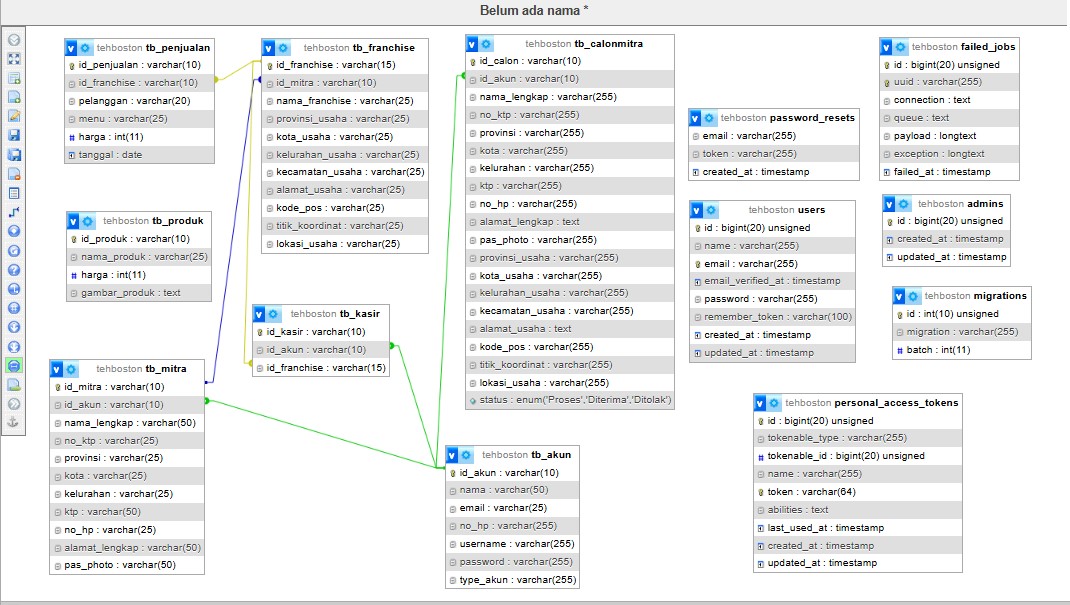 Belum ada nama *
tehboston tb_penjualan
id_penjualan : varchar(10)
id_franchise : varchar(10)
pelanggan : varchar(20)
menu : varchar(25)
# harga : int(11)
tanggal : date
tehboston tb_produk
id_produk : varchar(10)
nama_produk : varchar(25)
# harga : int(11)
gambar_produk : text
tehboston tb_mitra
id_mitra : varchar(10)
id_akun : varchar(10)
nama_lengkap : varchar(50)
no_ktp : varchar(25)
provinsi : varchar(25)
kota : varchar(25)
kelurahan : varchar(25)
ktp : varchar(50)
no_hp : varchar(25)
alamat_lengkap : varchar(50)
pas_photo : varchar(50)
tehboston tb_franchise
id_franchise : varchar(15)
id_mitra : varchar(10)
nama_franchise : varchar(25)
provinsi_usaha : varchar(25)
kota_usaha : varchar(25)
kelurahan_usaha : varchar(25)
kecamatan_usaha : varchar(25)
alamat_usaha : varchar(25)
kode_pos : varchar(25)
titik_koordinat : varchar(25)
lokasi_usaha : varchar(25)
tehboston tb_kasir
id_kasir : varchar(10)
id_akun : varchar(10)
id_franchise : varchar(15)
tehboston tb_calonmitra
id_calon : varchar(10)
id_akun : varchar(10)
nama_lengkap : varchar(255)
no_ktp : varchar(255)
provinsi : varchar(255)
kota : varchar(255)
kelurahan : varchar(255)
ktp : varchar(255)
no_hp : varchar(255)
alamat_lengkap : text
pas_photo : varchar(255)
provinsi_usaha : varchar(255)
kota_usaha : varchar(255)
kelurahan_usaha : varchar(255)
kecamatan_usaha : varchar(255)
alamat_usaha : text
kode_pos : varchar(255)
titik_koordinat : varchar(255)
lokasi_usaha : varchar(255)
status : enum('Proses','Diterima','Ditolak')
tehboston tb_akun
id_akun : varchar(10)
nama : varchar(50)
email : varchar(25)
no_hp : varchar(255)
username : varchar(255)
password : varchar(255)
type_akun : varchar(255)
tehboston password_resets
email : varchar(255)
token : varchar(255)
created_at : timestamp
tehboston users
id : bigint(20) unsigned
name : varchar(255)
email : varchar(255)
email_verified_at : timestamp
password : varchar(255)
remember_token : varchar(100)
created_at : timestamp
updated_at : timestamp
tehboston failed_jobs
id : bigint(20) unsigned
uuid : varchar(255)
connection : text
queue : text
payload : longtext
exception : longtext
failed_at : timestamp
tehboston admins
id : bigint(20) unsigned
created_at : timestamp
updated_at : timestamp
tehboston migrations
id : int(10) unsigned
migration : varchar(255)
# batch : int(11)
tehboston personal_access_tokens
id : bigint(20) unsigned
tokenable_type : varchar(255)
# tokenable_id : bigint(20) unsigned
name : varchar(255)
token : varchar(64)
abilities : text
last_used_at : timestamp
created_at : timestamp
updated_at : timestamp